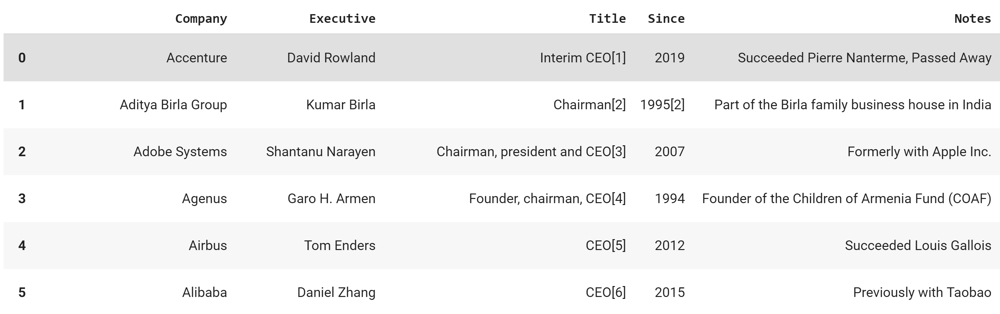 Company Executive Title Since Notes
0 Accenture David Rowland Interim CEO[1] 2019 Succeeded Pierre Nanterme, Passed Away
1 Aditya Birla Group Kumar Birla Chairman[2] 1995[2] Part of the Birla family business house in India
2 Adobe Systems Shantanu Narayen Chairman, president and CEO[3] 2007 Formerly with Apple Inc.
3 Agenus Garo H. Armen Founder, chairman, CEO[4] 1994 Founder of the Children of Armenia Fund (COAF)
4 Airbus Tom Enders CEO[5] 2012 Succeeded Louis Gallois
5 Alibaba Daniel Zhang CEO[6] 2015 Previously with Taobao